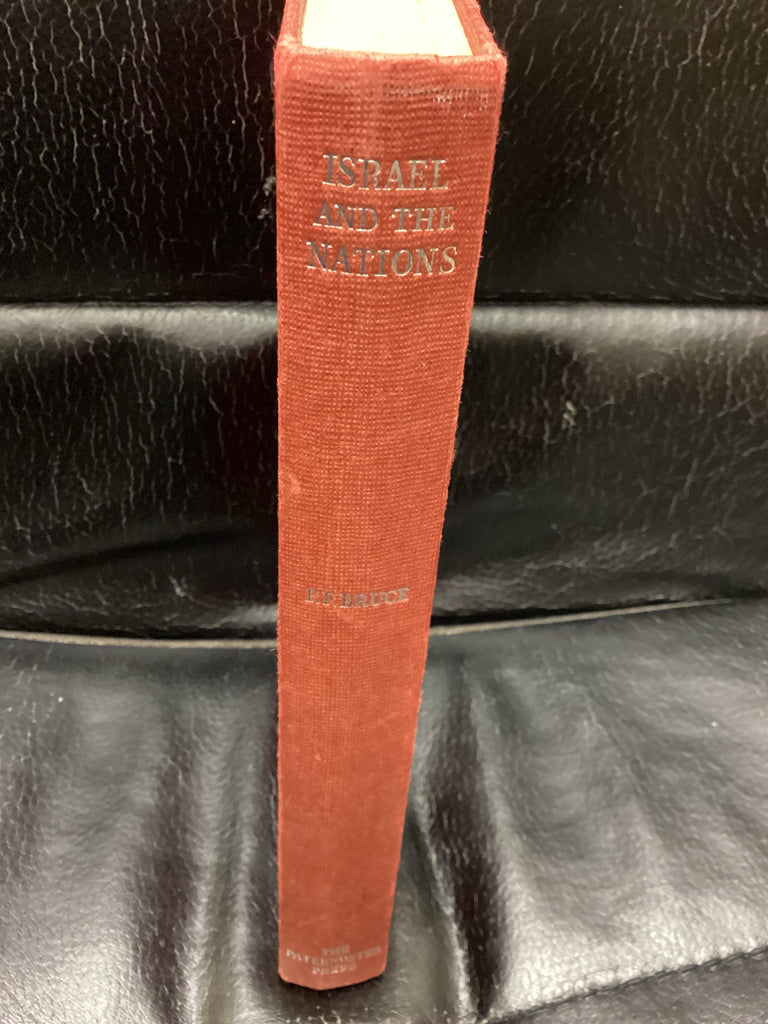 ISRAEL
AND THE
NATIONS
F.F. BRUCE
THE
PATERNOSTER
PRESS